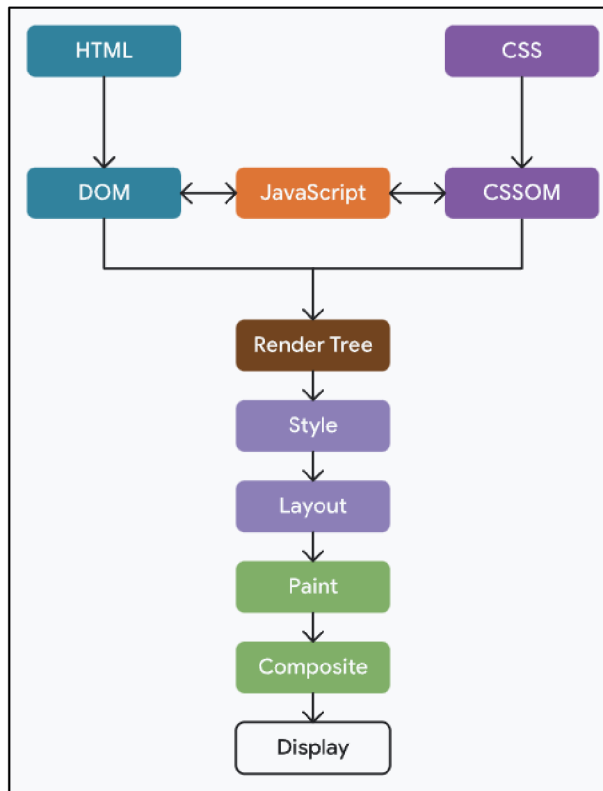 HTML
CSS
DOM
JavaScript
CSSOM
Render Tree
Style
Layout
Paint
Composite
Display